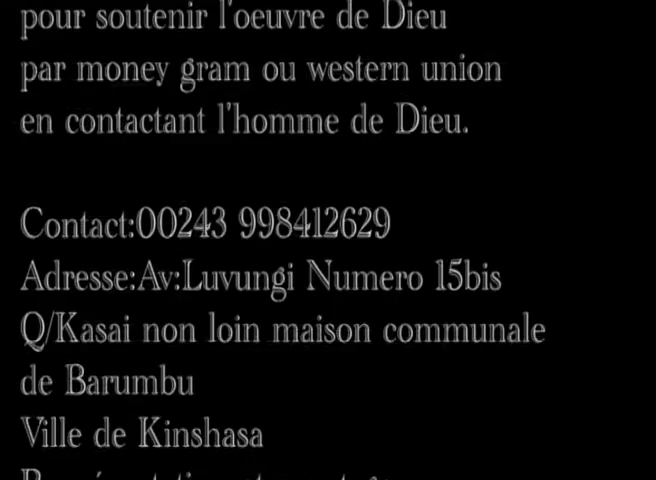 pour soutenir l'oeuvre de Dieu
par money gram ou western union
en contactant l'homme de Dieu.
Contact:00243 998412629
Adresse:Av:Luvungi Numero 15bis
Q/Kasai non loin maison communale
de Barumbu
Ville de Kinshasa